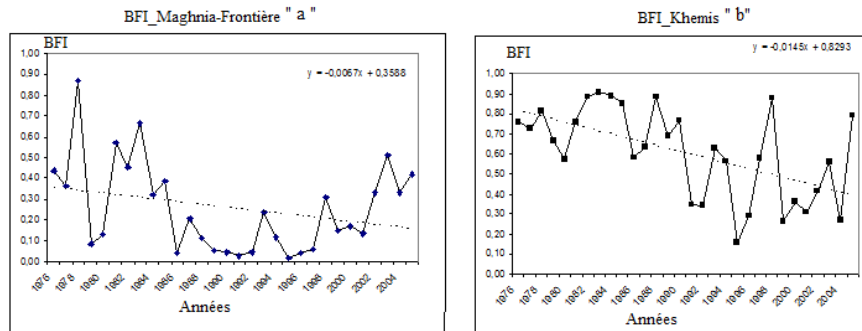 BFI_Maghnia-Frontière " a "
BFI
y = -0,0067x + 0,3588
1,00
0,90
0,80
0,70
0,60
0,50
0,40
0,30
0,20
0,10
0,00
1976 1978 1980 1982 1984 1986 1988 1990 1992 1994 1996 1998 2000 2002 2004
Années
BFI_Khemis " b"
BFI
y = -0,0145x + 0,8293
1,00
0,90
0,80
0,70
0,60
0,50
0,40
0,30
0,20
0,10
0,00
1976 1978 1980 1982 1984 1986 1988 1990 1992 1994 1996 1998 2000 2002 2004
Années